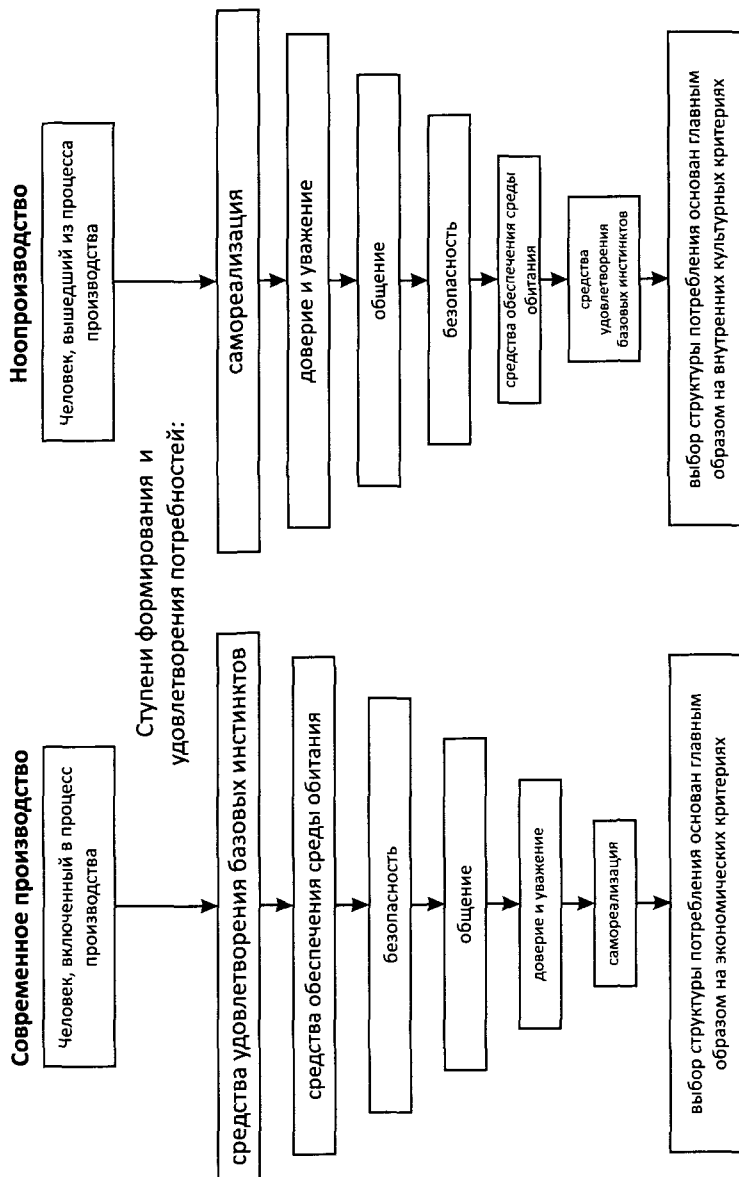 Современное производство
Человек, включенный в процесс
производства
Ступени формирования и
удовлетворения потребностей:
средства удовлетворения базовых инстинктов
средства обеспечения среды обитания
безопасность
общение
доверие и уважение
самореализация
выбор структуры потребления основан главным
образом на экономических критериях
Ноопроизводство
Человек, вышедший из процесса
производства
самореализация
доверие и уважение
общение
безопасность
средства обеспечения среды
обитания
средства
удовлетворения
базовых инстинктов
выбор структуры потребления основан главным
образом на внутренних культурных критериях